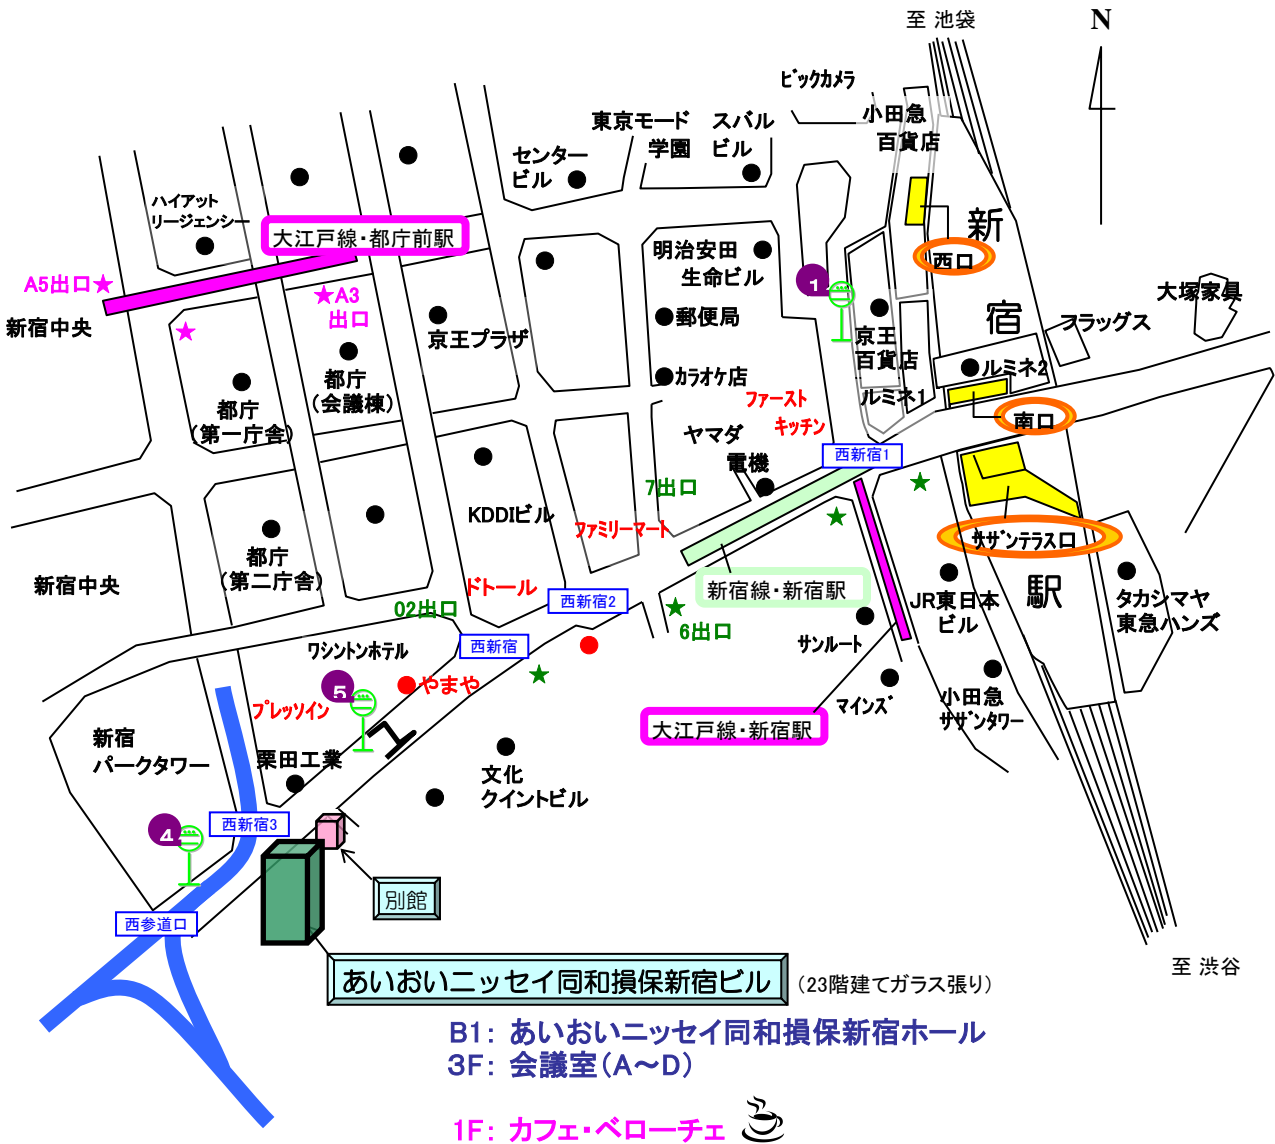 至 池袋
N
ビックカメラ
小田急
百貨店
東京モード
学園
スバル
ビル
センター
ビル
ハイアット
リージェンシー
大江戸線・都庁前駅
新
宿
駅
西口
明治安田
生命ビル
A5出口★
★A3
出口
新宿中央
1
大塚家具
フラッグス
郵便局
京王プラザ
京王
百貨店
ルミネ2
カラオケ店
ルミネ1
都庁
(会議棟)
都庁
(第一庁舎)
ファースト
キッチン
南口
ヤマダ
電機
西新宿1
7出口
KDDIビル
ファミリーマート
サザンテラス口
都庁
(第二庁舎)
新宿中央
ドトール
西新宿2
新宿線・新宿駅
JR東日本
ビル
タカシマヤ
東急ハンズ
02出口
6出口
サンルート
西新宿
ワシントンホテル
5
やまや
プレッソイン
マインズ
小田急
サザンタワー
大江戸線・新宿駅
1
新宿
パークタワー
栗田工業
文化
クイントビル
西新宿3
4
別館
西参道口
至 渋谷
あいおいニッセイ同和損保新宿ビル
(23階建てガラス張り)
B1: あいおいニッセイ同和損保新宿ホール
3F: 会議室(A～D)
1F: カフェ・ベローチェ